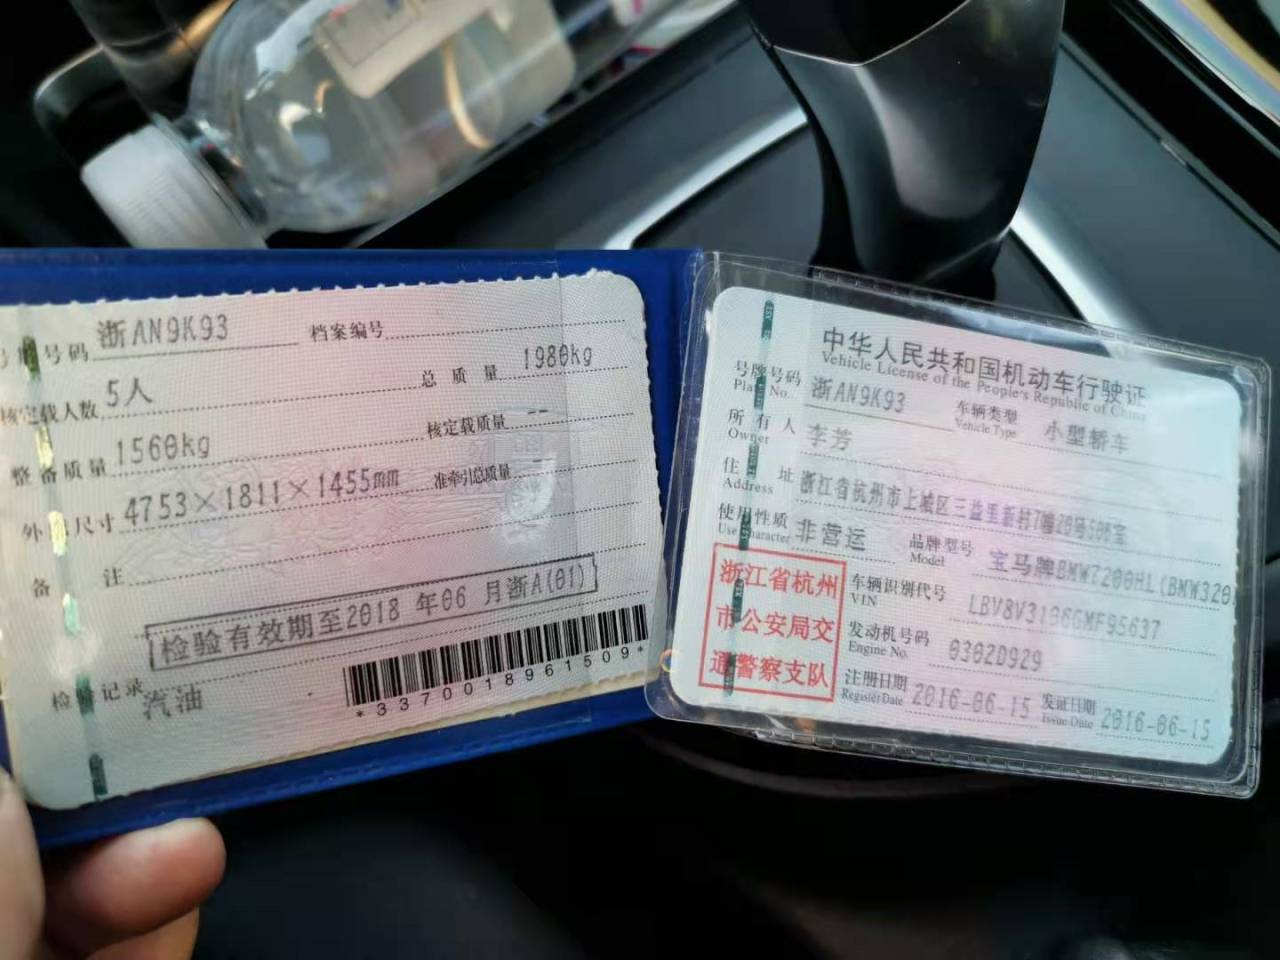 浙AN9K93
档案编号
核定载人数 5人
总质量 1980kg
整备质量 1560kg
核定载质量 --
外 尺寸 4753×1811×1455mm
准牵引总质量 --
备 注
检验有效期至2018 年06 月浙A(01)
检验记录
汽油
*3370018961509*
中华人民共和国机动车行驶证
Vehicle License of the People's Republic of China
号牌号码 浙AN9K93
Plate No.
车辆类型 小型轿车
Vehicle Type
所有人 李芳
Owner
住址 浙江省杭州市上城区三益里新村7幢20号506室
Address
使用性质 非营运
Use Character
品牌型号 宝马牌BMW7200HL(BMW320
Model
浙江省杭州
市公安局交
通警察支队
车辆识别代号 LBV8V3106GMF95637
VIN
发动机号码 0302D929
Engine No.
注册日期 2016-06-15
Register Date
发证日期 2016-06-15
Issue Date